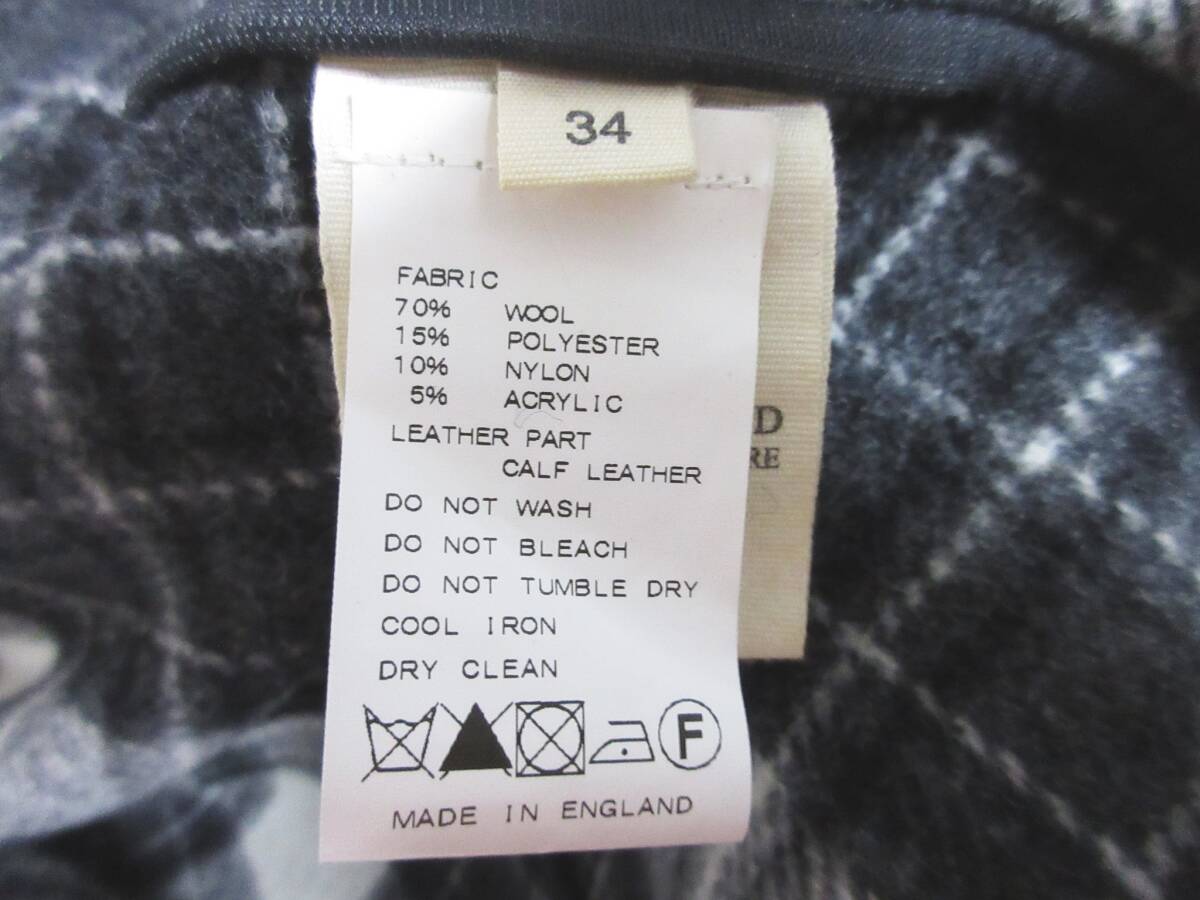 34
FABRIC
70% WOOL
15% POLYESTER
10% NYLON
5% ACRYLIC
LEATHER PART
CALF LEATHER
DO NOT WASH
DO NOT BLEACH
DO NOT TUMBLE DRY
COOL IRON
DRY CLEAN
F
MADE IN ENGLAND